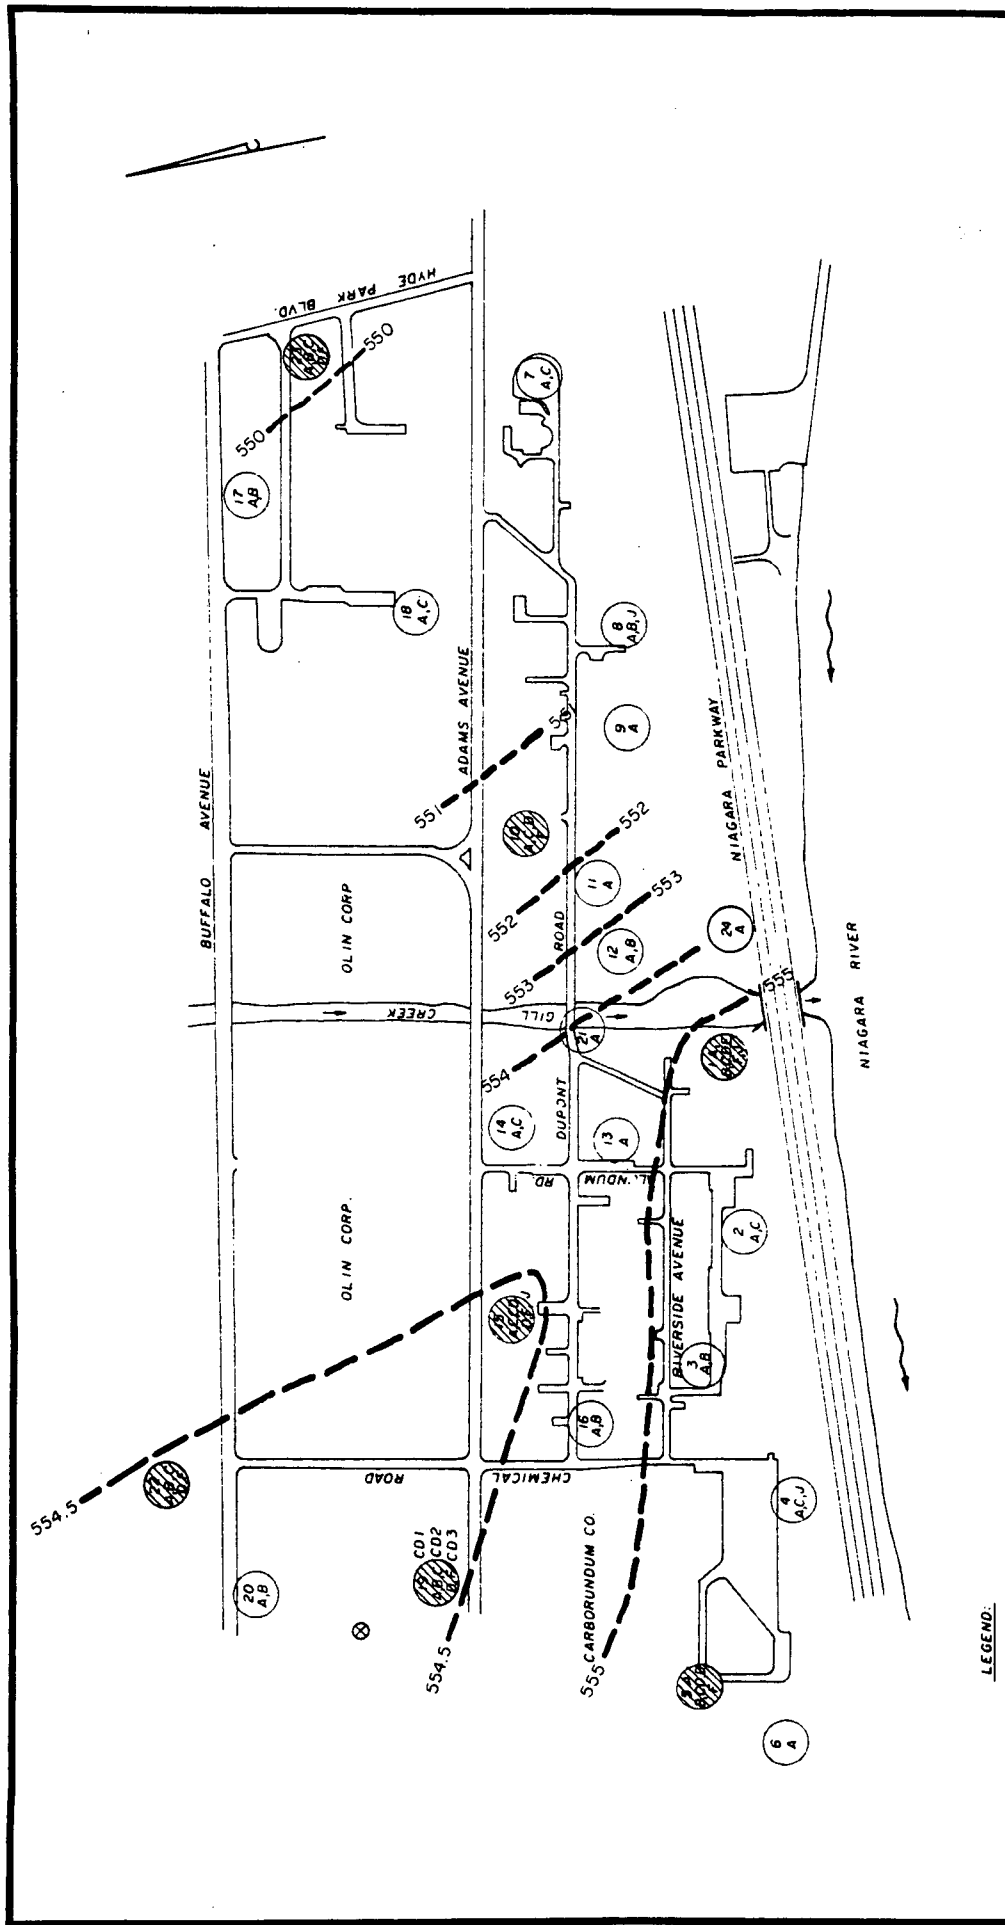 HYDE PARK BLVD.
550
550
17
A,B
7
A,C
18
A,C
8
A,B,J
BUFFALO AVENUE
ADAMS AVENUE
9
A
NIAGARA PARKWAY
551
10
552
552
OLIN CORP
11
A
ROAD
553
553
12
A,B
24
A
NIAGARA RIVER
GILL CREEK
555
21
A
554
DUPONT
14
A,C
13
A
RD.
OLIN CORP.
RIVERSIDE AVENUE
2
A,C
15
3
A,B
16
A,B
CHEMICAL ROAD
554.5
4
A,C,J
20
A,B
19
A,B,C
CD1
CD2
CD3
554.5
CARBORUNDUM CO.
555
6
A
LEGEND: